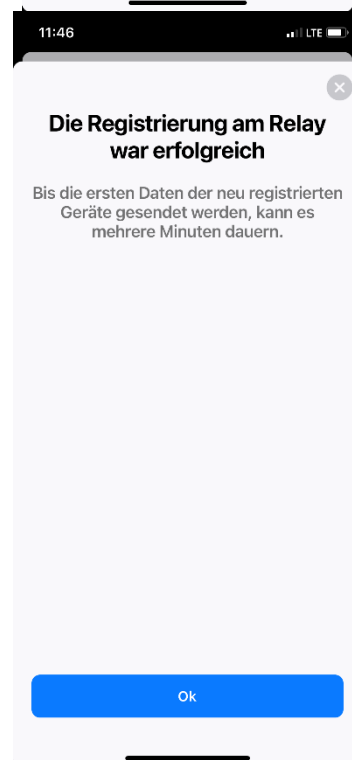 11:46
LTE
Die Registrierung am Relay
war erfolgreich
Bis die ersten Daten der neu registrierten
Geräte gesendet werden, kann es
mehrere Minuten dauern.
Ok